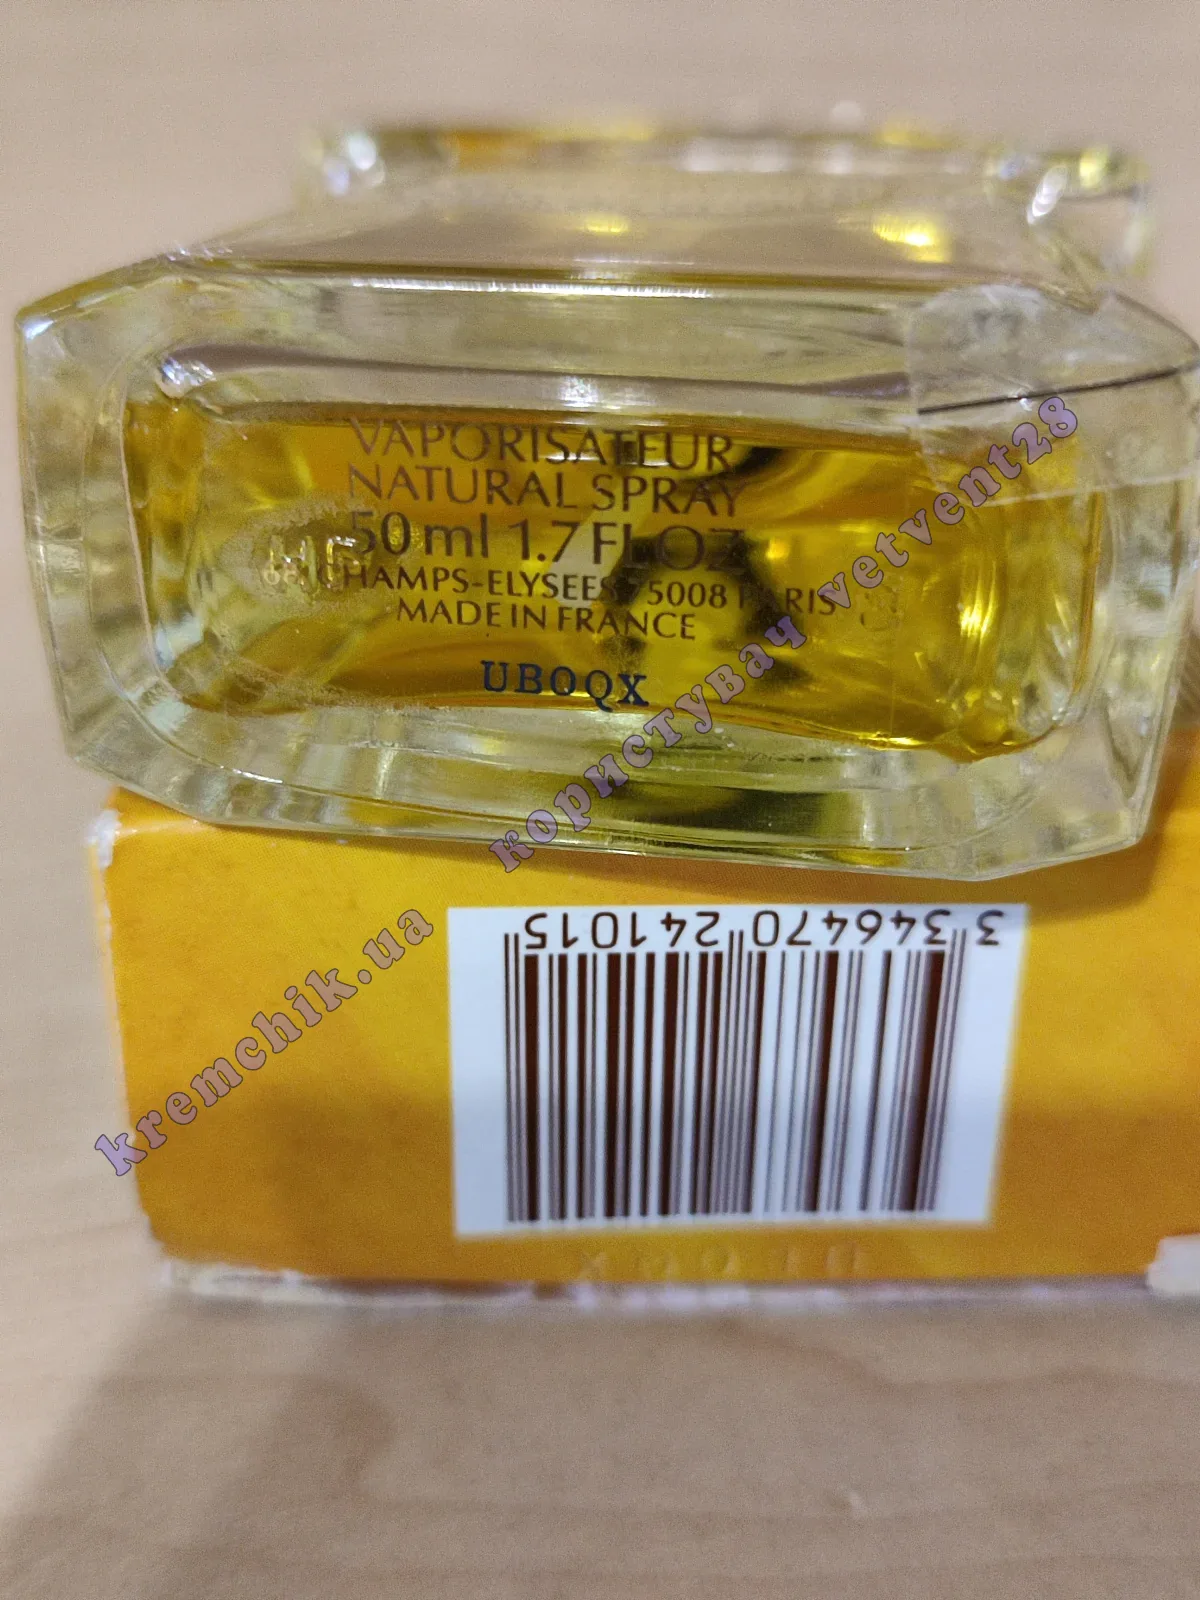 VAPORISATEUR
NATURAL SPRAY
50 ml 1.7 FL OZ
CHAMPS-ELYSEES 75008 PARIS
MADE IN FRANCE
UBOQX
користувач vetvent28
kremchik.ua
3 346470 241015